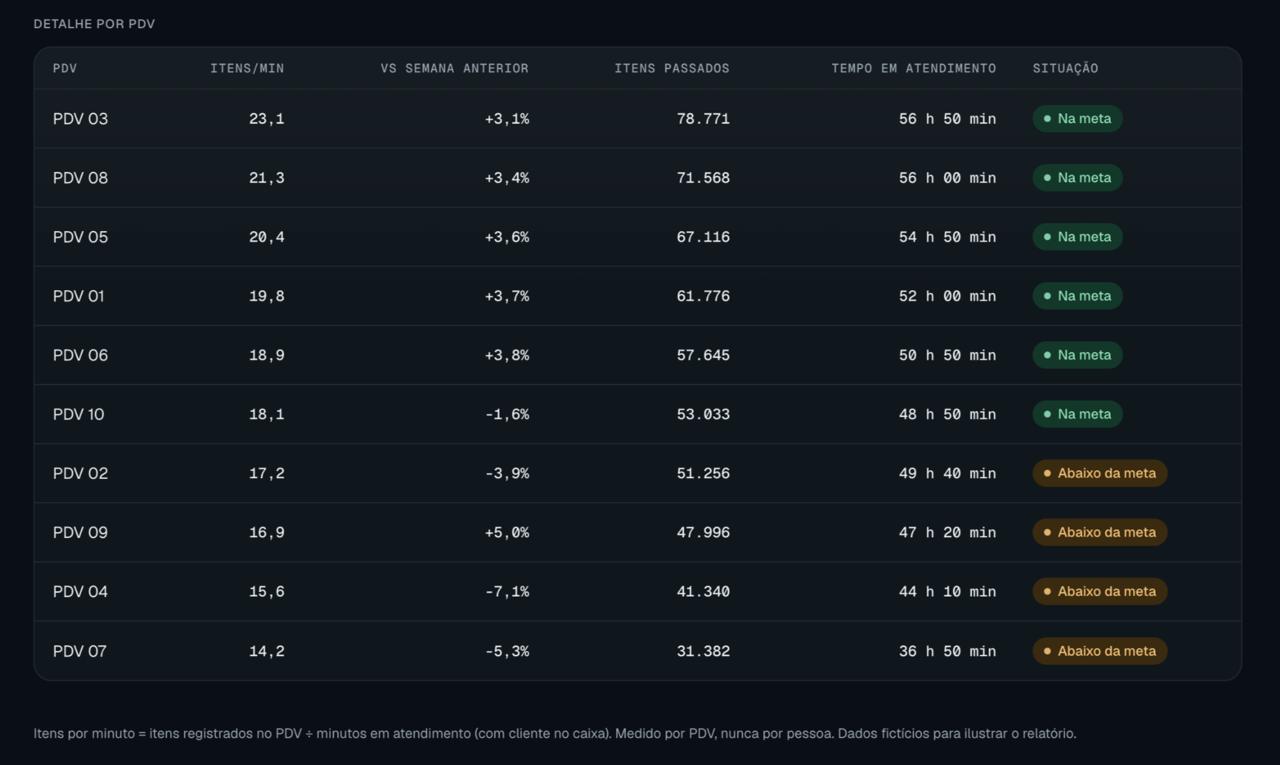 DETALHE POR PDV
PDV ITENS/MIN VS SEMANA ANTERIOR ITENS PASSADOS TEMPO EM ATENDIMENTO SITUAÇÃO
PDV 03 23,1 +3,1% 78.771 56 h 50 min Na meta
PDV 08 21,3 +3,4% 71.568 56 h 00 min Na meta
PDV 05 20,4 +3,6% 67.116 54 h 50 min Na meta
PDV 01 19,8 +3,7% 61.776 52 h 00 min Na meta
PDV 06 18,9 +3,8% 57.645 50 h 50 min Na meta
PDV 10 18,1 -1,6% 53.033 48 h 50 min Na meta
PDV 02 17,2 -3,9% 51.256 49 h 40 min Abaixo da meta
PDV 09 16,9 +5,0% 47.996 47 h 20 min Abaixo da meta
PDV 04 15,6 -7,1% 41.340 44 h 10 min Abaixo da meta
PDV 07 14,2 -5,3% 31.382 36 h 50 min Abaixo da meta
Itens por minuto = itens registrados no PDV ÷ minutos em atendimento (com cliente no caixa). Medido por PDV, nunca por pessoa. Dados fictícios para ilustrar o relatório.